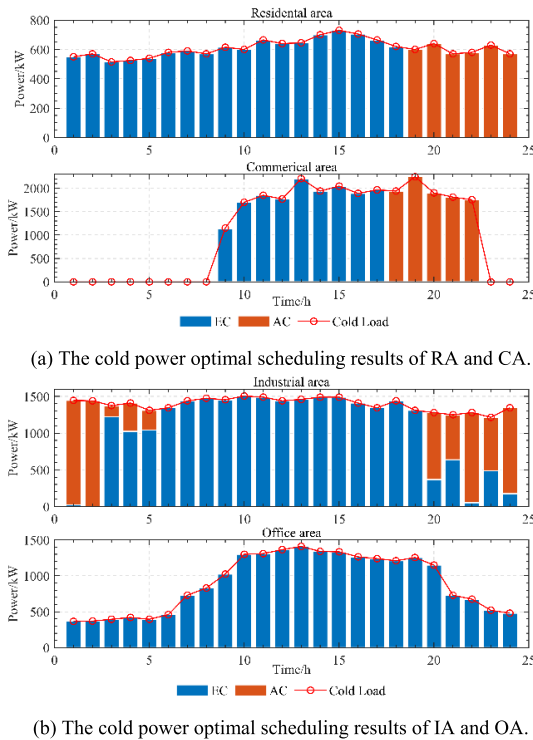 Residental area
Power/kW
800
600
400
200
0
0 5 10 15 20 25
Commerical area
Power/kW
2000
1500
1000
500
0
0 5 10 15 20 25
Time/h
EC AC Cold Load
(a) The cold power optimal scheduling results of RA and CA.
Industrial area
Power/kW
1500
1000
500
0
0 5 10 15 20 25
Office area
Power/kW
1500
1000
500
0
0 5 10 15 20 25
Time/h
EC AC Cold Load
(b) The cold power optimal scheduling results of IA and OA.